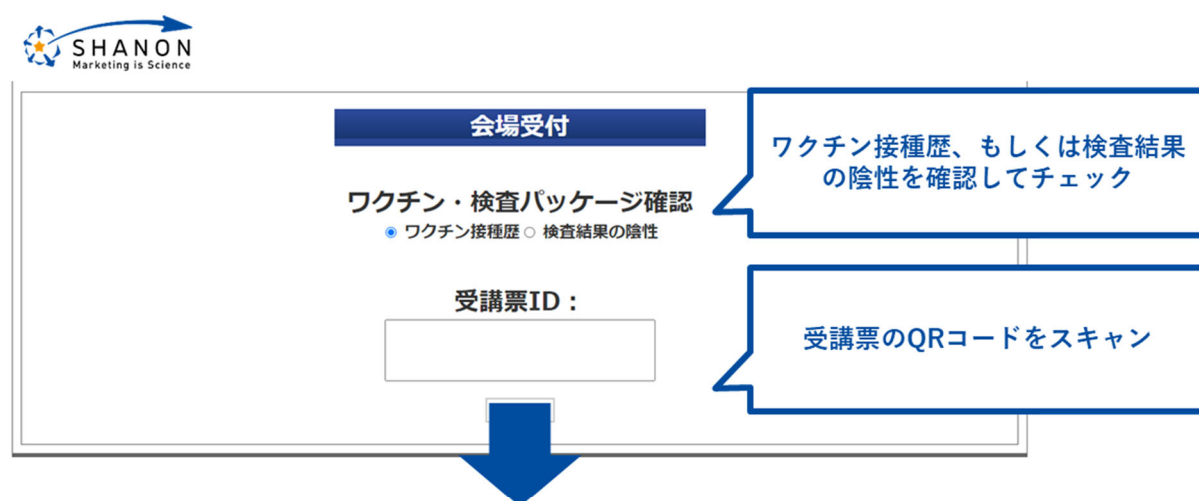 SHANON
Marketing is Science
会場受付
ワクチン・検査パッケージ確認
ワクチン接種歴 検査結果の陰性
受講票ID：
ワクチン接種歴、もしくは検査結果
の陰性を確認してチェック
受講票のQRコードをスキャン